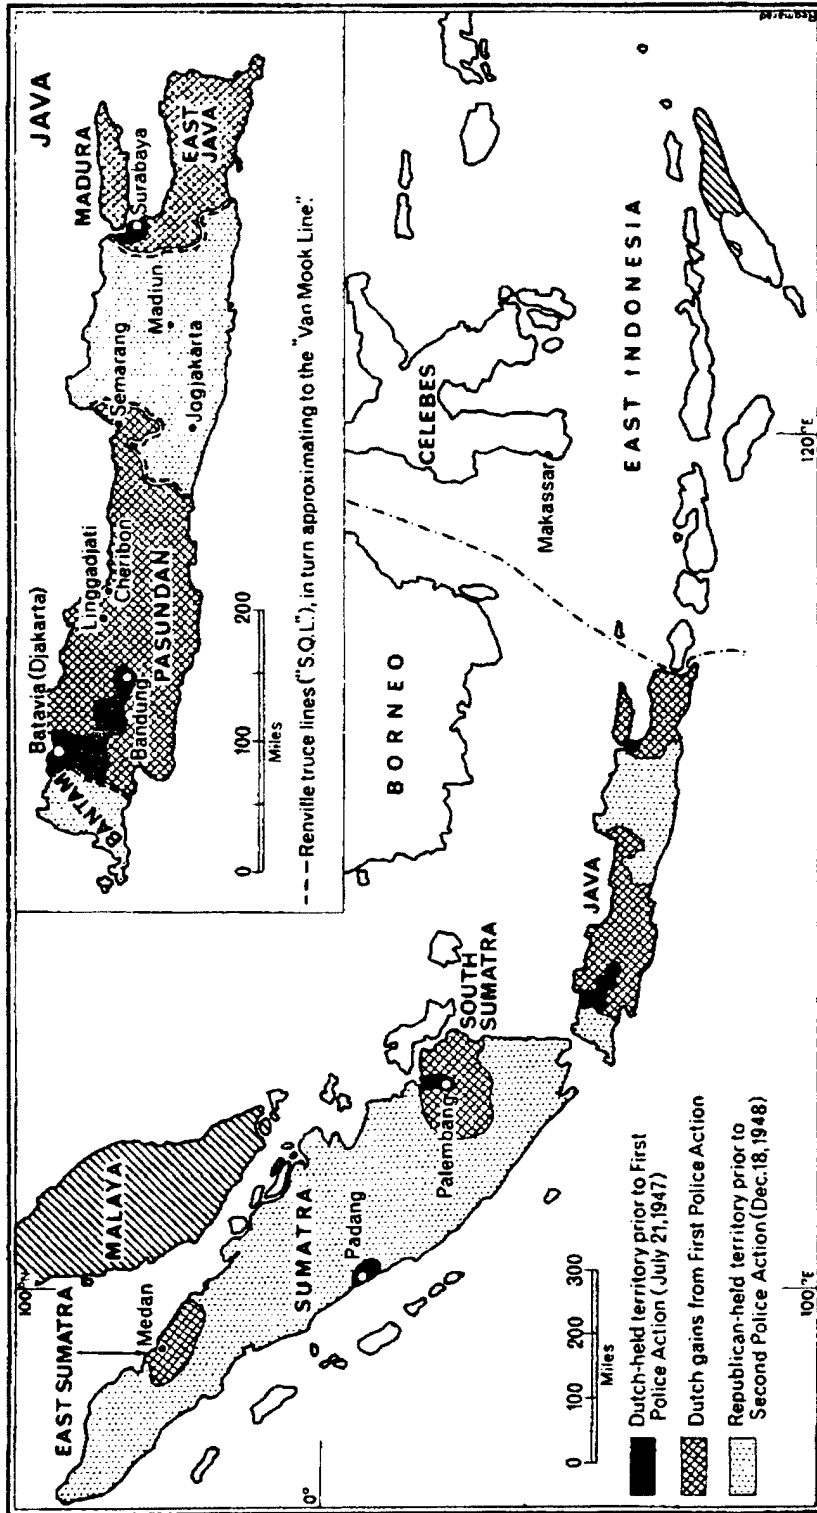 JAVA
MADURA
Surabaya
EAST
JAVA
Madiun
Semarang
Jogjakarta
Batavia (Djakarta)
Linggadjati
Cheribon
PASUNDAN
Bandung
BANTAM
0 100 200
Miles
--- Renville truce lines ("S.Q.L."), in turn approximating to the "Van Mook Line".
100°N
MALAYA
EAST SUMATRA
Medan
SUMATRA
Padang
Palembang
SOUTH
SUMATRA
0°
BORNEO
CELEBES
Makassar
EAST INDONESIA
JAVA
0 100 200 300
Miles
Dutch-held territory prior to First
Police Action (July 21, 1947)
Dutch gains from First Police Action
Republican-held territory prior to
Second Police Action (Dec. 18, 1948)
100°E
120°E